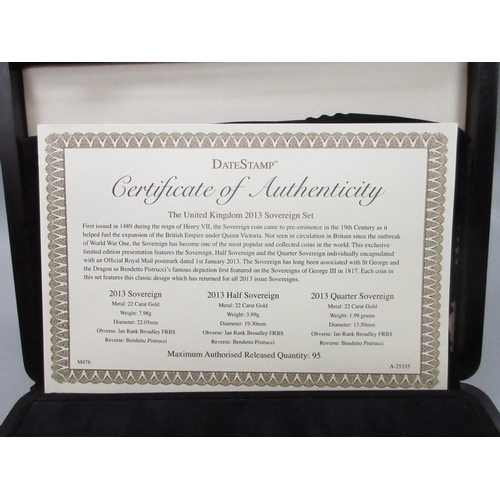 DATESTAMP™
Certificate of Authenticity
The United Kingdom 2013 Sovereign Set
First issued in 1489 during the reign of Henry VII, the Sovereign coin came to pre-eminence in the 19th Century as it
helped fuel the expansion of the British Empire under Queen Victoria. Not seen in circulation in Britain since the outbreak
of World War One, the Sovereign has become one of the most popular and collected coins in the world. This exclusive
limited edition presentation features the Sovereign, Half Sovereign and the Quarter Sovereign individually encapsulated
with an Official Royal Mail postmark dated 1st January 2013. The Sovereign has long been associated with St George and
the Dragon as Benedetto Pistrucci's famous depiction first featured on the Sovereigns of George III in 1817. Each coin in
this set features this classic design which has returned for all 2013 issue Sovereigns.
2013 Sovereign
Metal: 22 Carat Gold
Weight: 7.98g
Diameter: 22.05mm
Obverse: Ian Rank Broadley FRBS
Reverse: Bendetto Pistrucci
2013 Half Sovereign
Metal: 22 Carat Gold
Weight: 3.99g
Diameter: 19.30mm
Obverse: Ian Rank Broadley FRBS
Reverse: Bendetto Pistrucci
2013 Quarter Sovereign
Metal: 22 Carat Gold
Weight: 1.99 grams
Diameter: 13.50mm
Obverse: Ian Rank Broadley FRBS
Reverse: Bendetto Pistrucci
Maximum Authorised Released Quantity: 95
M476
A-25335